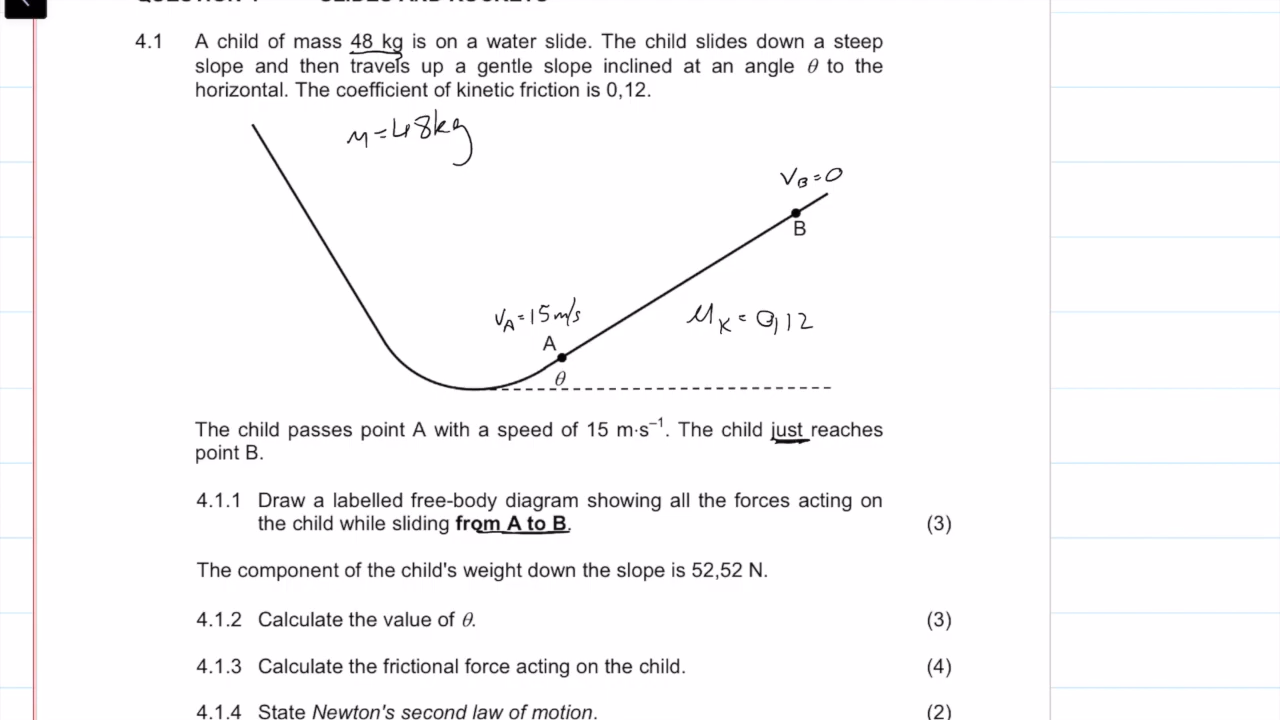 4.1 A child of mass 48 kg is on a water slide. The child slides down a steep
slope and then travels up a gentle slope inclined at an angle θ to the
horizontal. The coefficient of kinetic friction is 0,12.
m=48kg
V_B=0
B
V_A=15m/s
μ_K=0,12
A
θ
The child passes point A with a speed of 15 m·s⁻¹. The child just reaches
point B.
4.1.1 Draw a labelled free-body diagram showing all the forces acting on
the child while sliding from A to B. (3)
The component of the child's weight down the slope is 52,52 N.
4.1.2 Calculate the value of θ. (3)
4.1.3 Calculate the frictional force acting on the child. (4)
4.1.4 State Newton's second law of motion. (2)